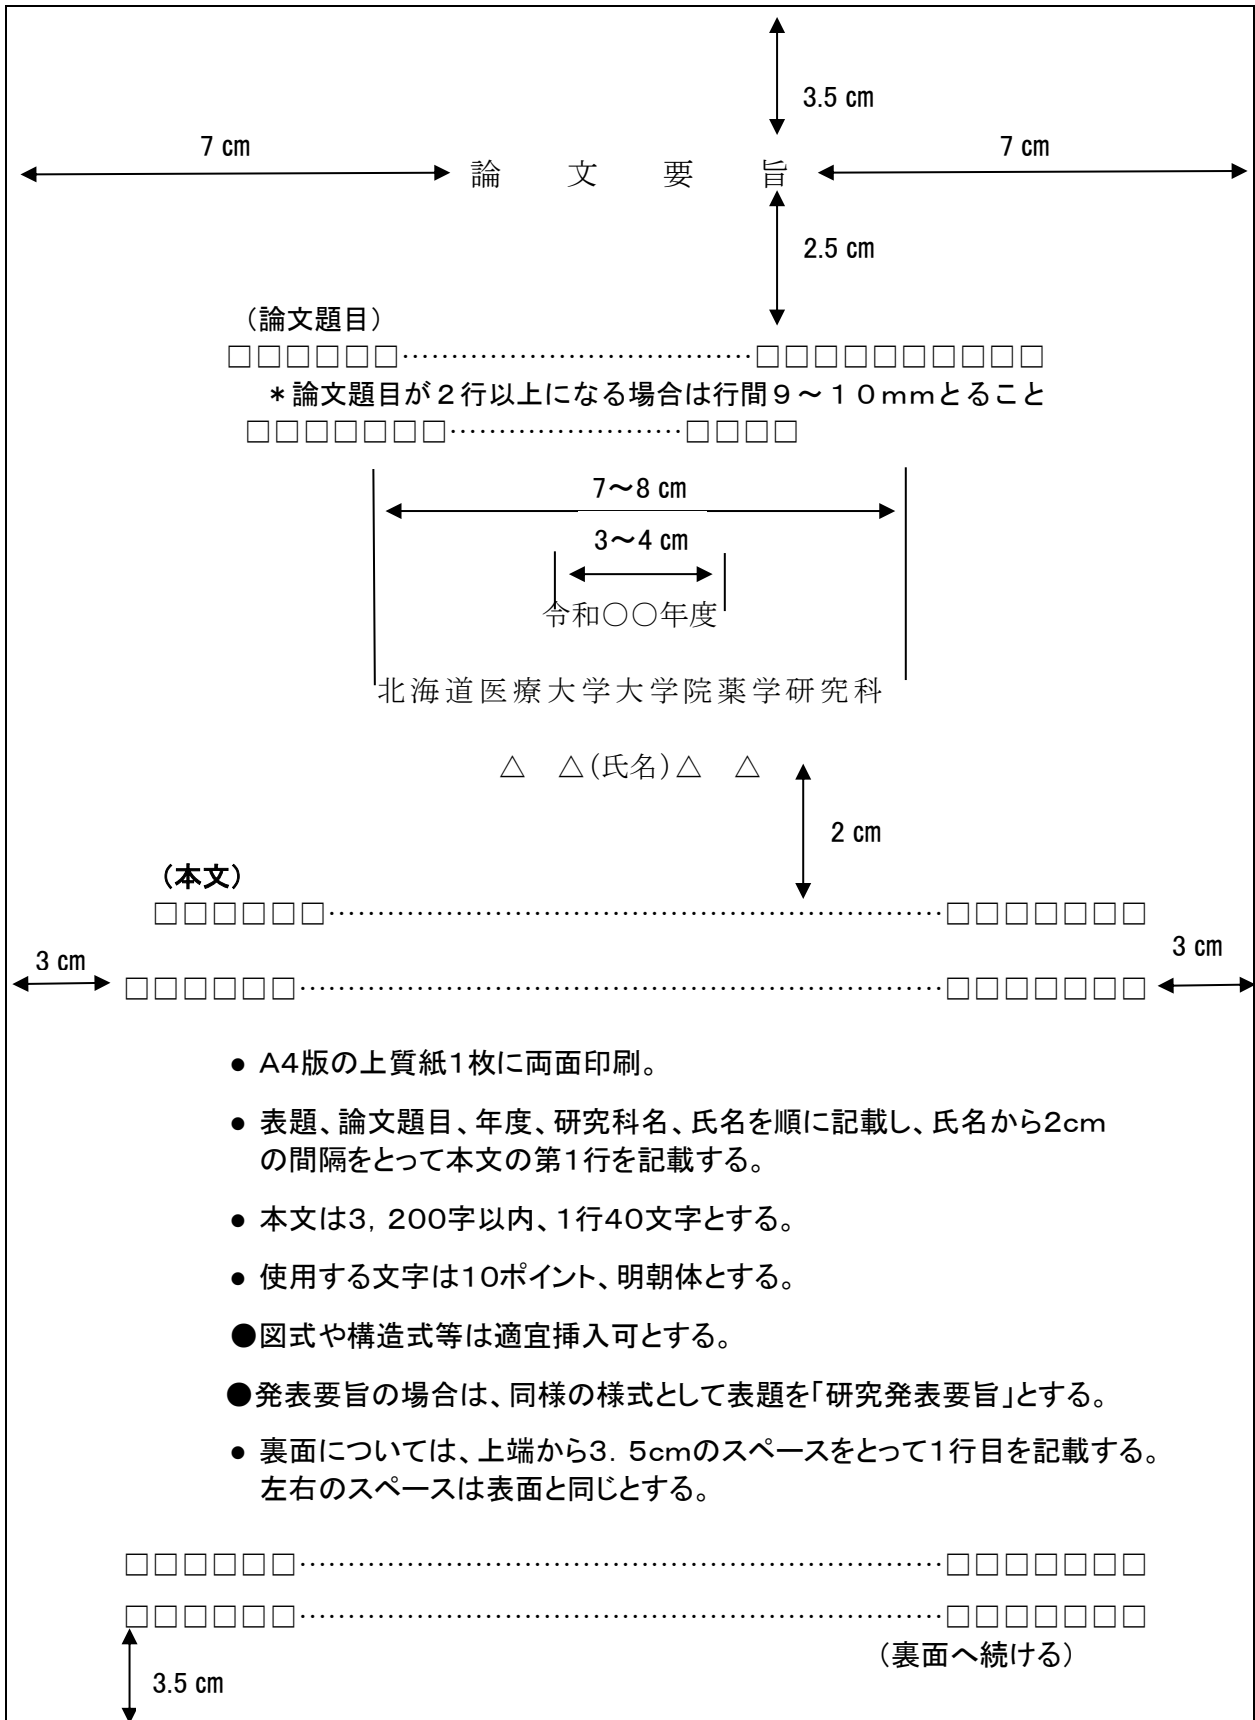 3.5 cm
7 cm
7 cm
論　文　要　旨
2.5 cm
（論文題目）
□□□□□□………………………………□□□□□□□□□□
＊論文題目が２行以上になる場合は行間９～１０ｍｍとること
□□□□□□□……………………□□□□
7～8 cm
3～4 cm
令和○○年度
北海道医療大学大学院薬学研究科
△　△(氏名)△　△
2 cm
（本文）
□□□□□□………………………………………………………□□□□□□□
3 cm
3 cm
□□□□□□…………………………………………………………□□□□□□□
● A4版の上質紙1枚に両面印刷。
● 表題、論文題目、年度、研究科名、氏名を順に記載し、氏名から2cm
の間隔をとって本文の第1行を記載する。
● 本文は3，200字以内、1行40文字とする。
● 使用する文字は10ポイント、明朝体とする。
●図式や構造式等は適宜挿入可とする。
●発表要旨の場合は、同様の様式として表題を「研究発表要旨」とする。
● 裏面については、上端から3．5cmのスペースをとって1行目を記載する。
左右のスペースは表面と同じとする。
□□□□□□…………………………………………………………□□□□□□□
□□□□□□…………………………………………………………□□□□□□□
（裏面へ続ける）
3.5 cm